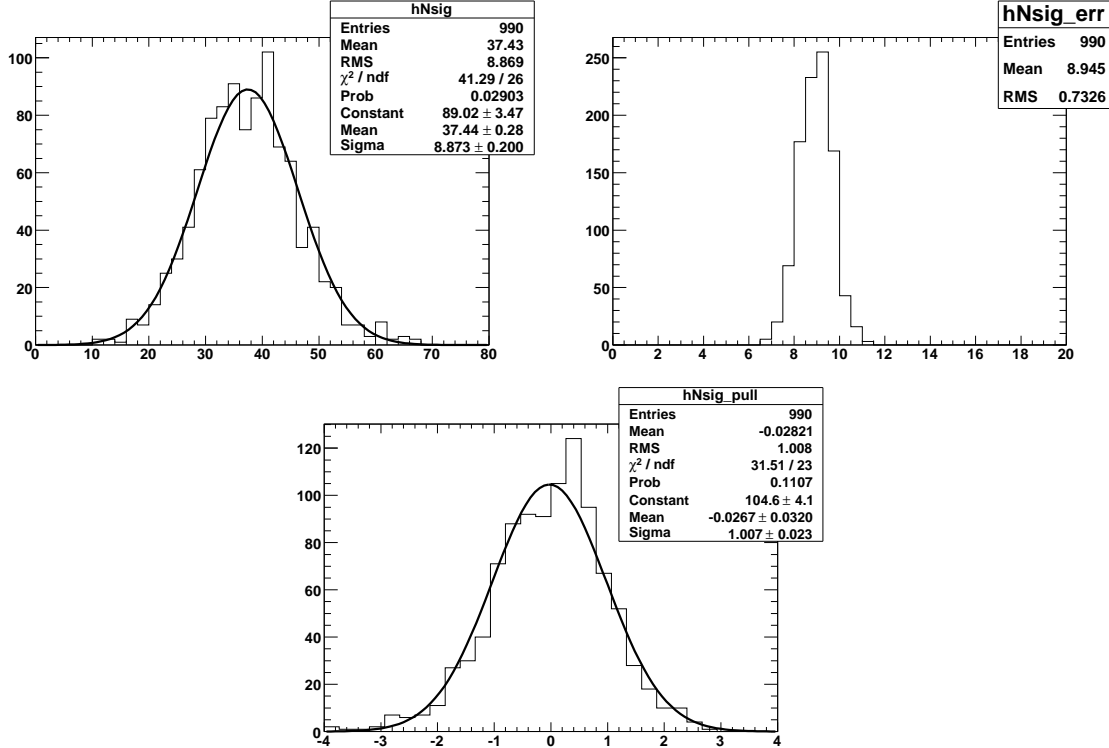 hNsig
Entries 990
Mean 37.43
RMS 8.869
χ² / ndf 41.29 / 26
Prob 0.02903
Constant 89.02 ± 3.47
Mean 37.44 ± 0.28
Sigma 8.873 ± 0.200
100
80
60
40
20
0
0 10 20 30 40 50 60 70 80
hNsig_err
Entries 990
Mean 8.945
RMS 0.7326
250
200
150
100
50
0
0 2 4 6 8 10 12 14 16 18 20
hNsig_pull
Entries 990
Mean -0.02821
RMS 1.008
χ² / ndf 31.51 / 23
Prob 0.1107
Constant 104.6 ± 4.1
Mean -0.0267 ± 0.0320
Sigma 1.007 ± 0.023
120
100
80
60
40
20
0
-4 -3 -2 -1 0 1 2 3 4